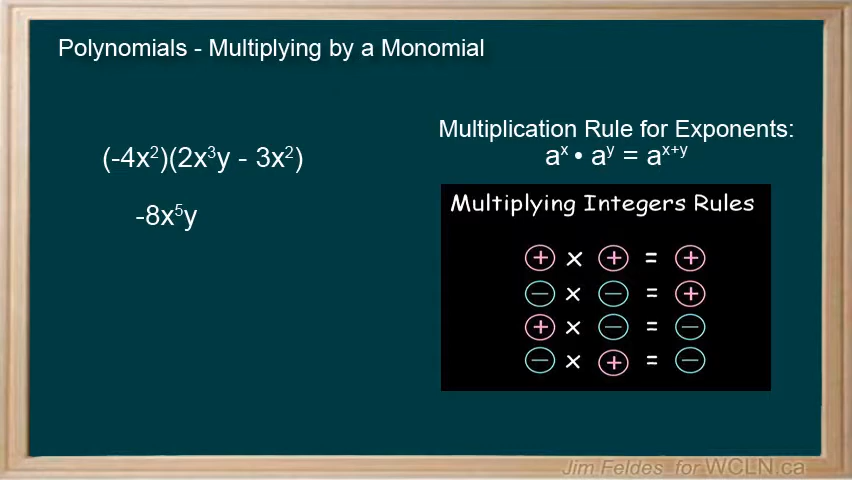 Polynomials - Multiplying by a Monomial
(-4x²)(2x³y - 3x²)
-8x⁵y
Multiplication Rule for Exponents:
aˣ • aʸ = aˣ⁺ʸ
Multiplying Integers Rules
+ × + = +
− × − = +
+ × − = −
− × + = −
Jim Feldes for WCLN.ca